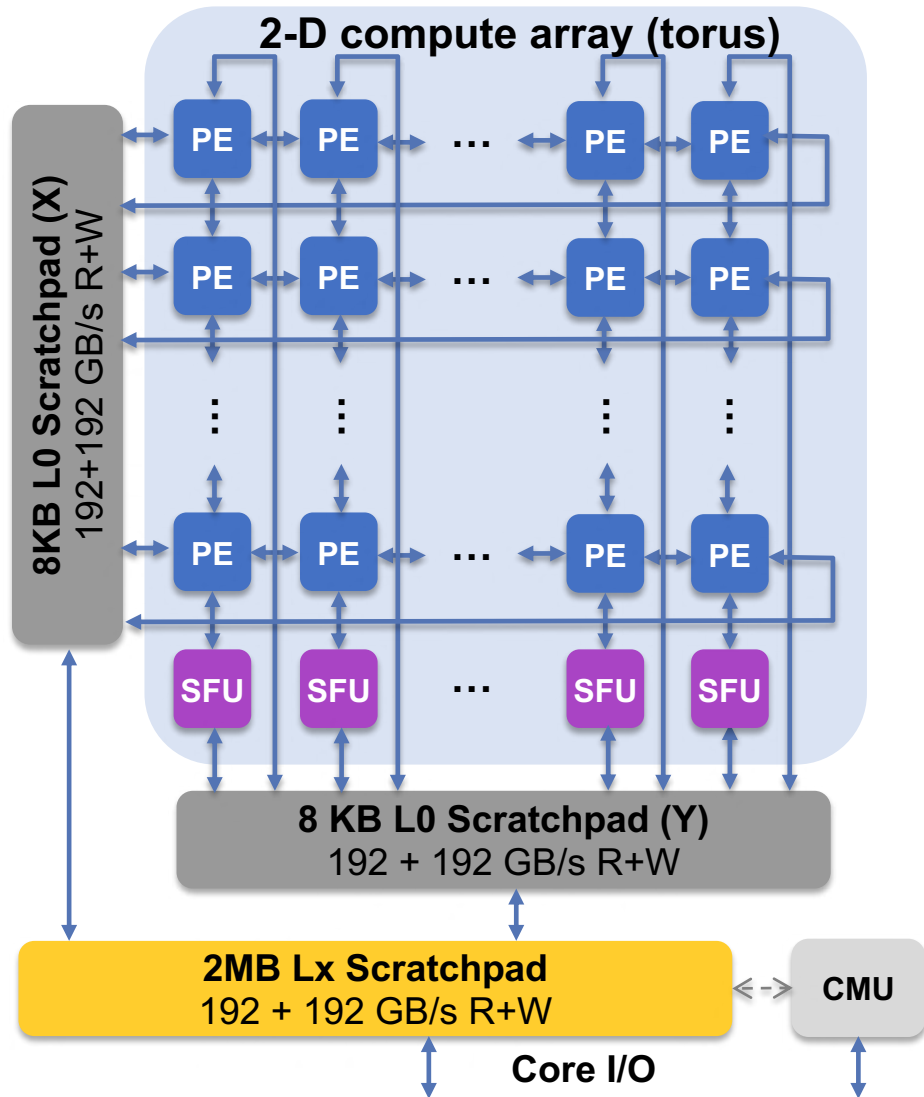 2-D compute array (torus)
PE PE ... PE PE
8KB L0 Scratchpad (X)
192+192 GB/s R+W
PE PE ... PE PE
... ... ... ...
PE PE ... PE PE
SFU SFU ... SFU SFU
8 KB L0 Scratchpad (Y)
192 + 192 GB/s R+W
2MB Lx Scratchpad
192 + 192 GB/s R+W
CMU
Core I/O